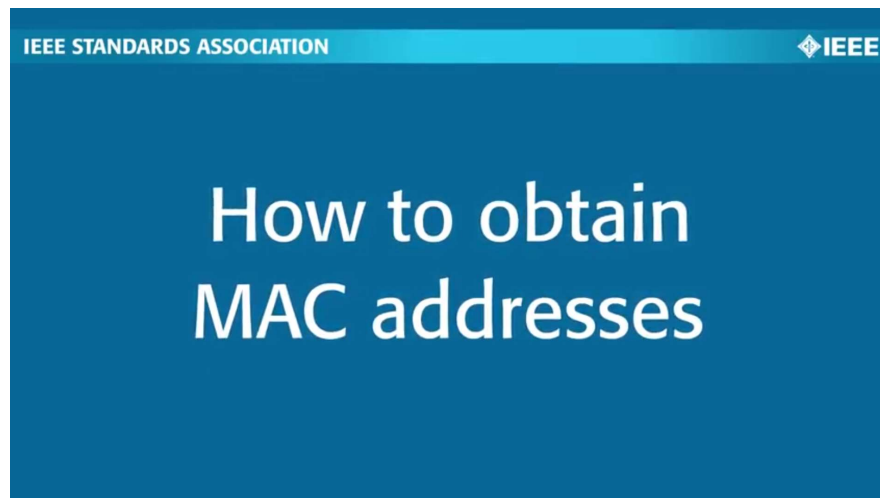 IEEE STANDARDS ASSOCIATION
IEEE
How to obtain
MAC addresses